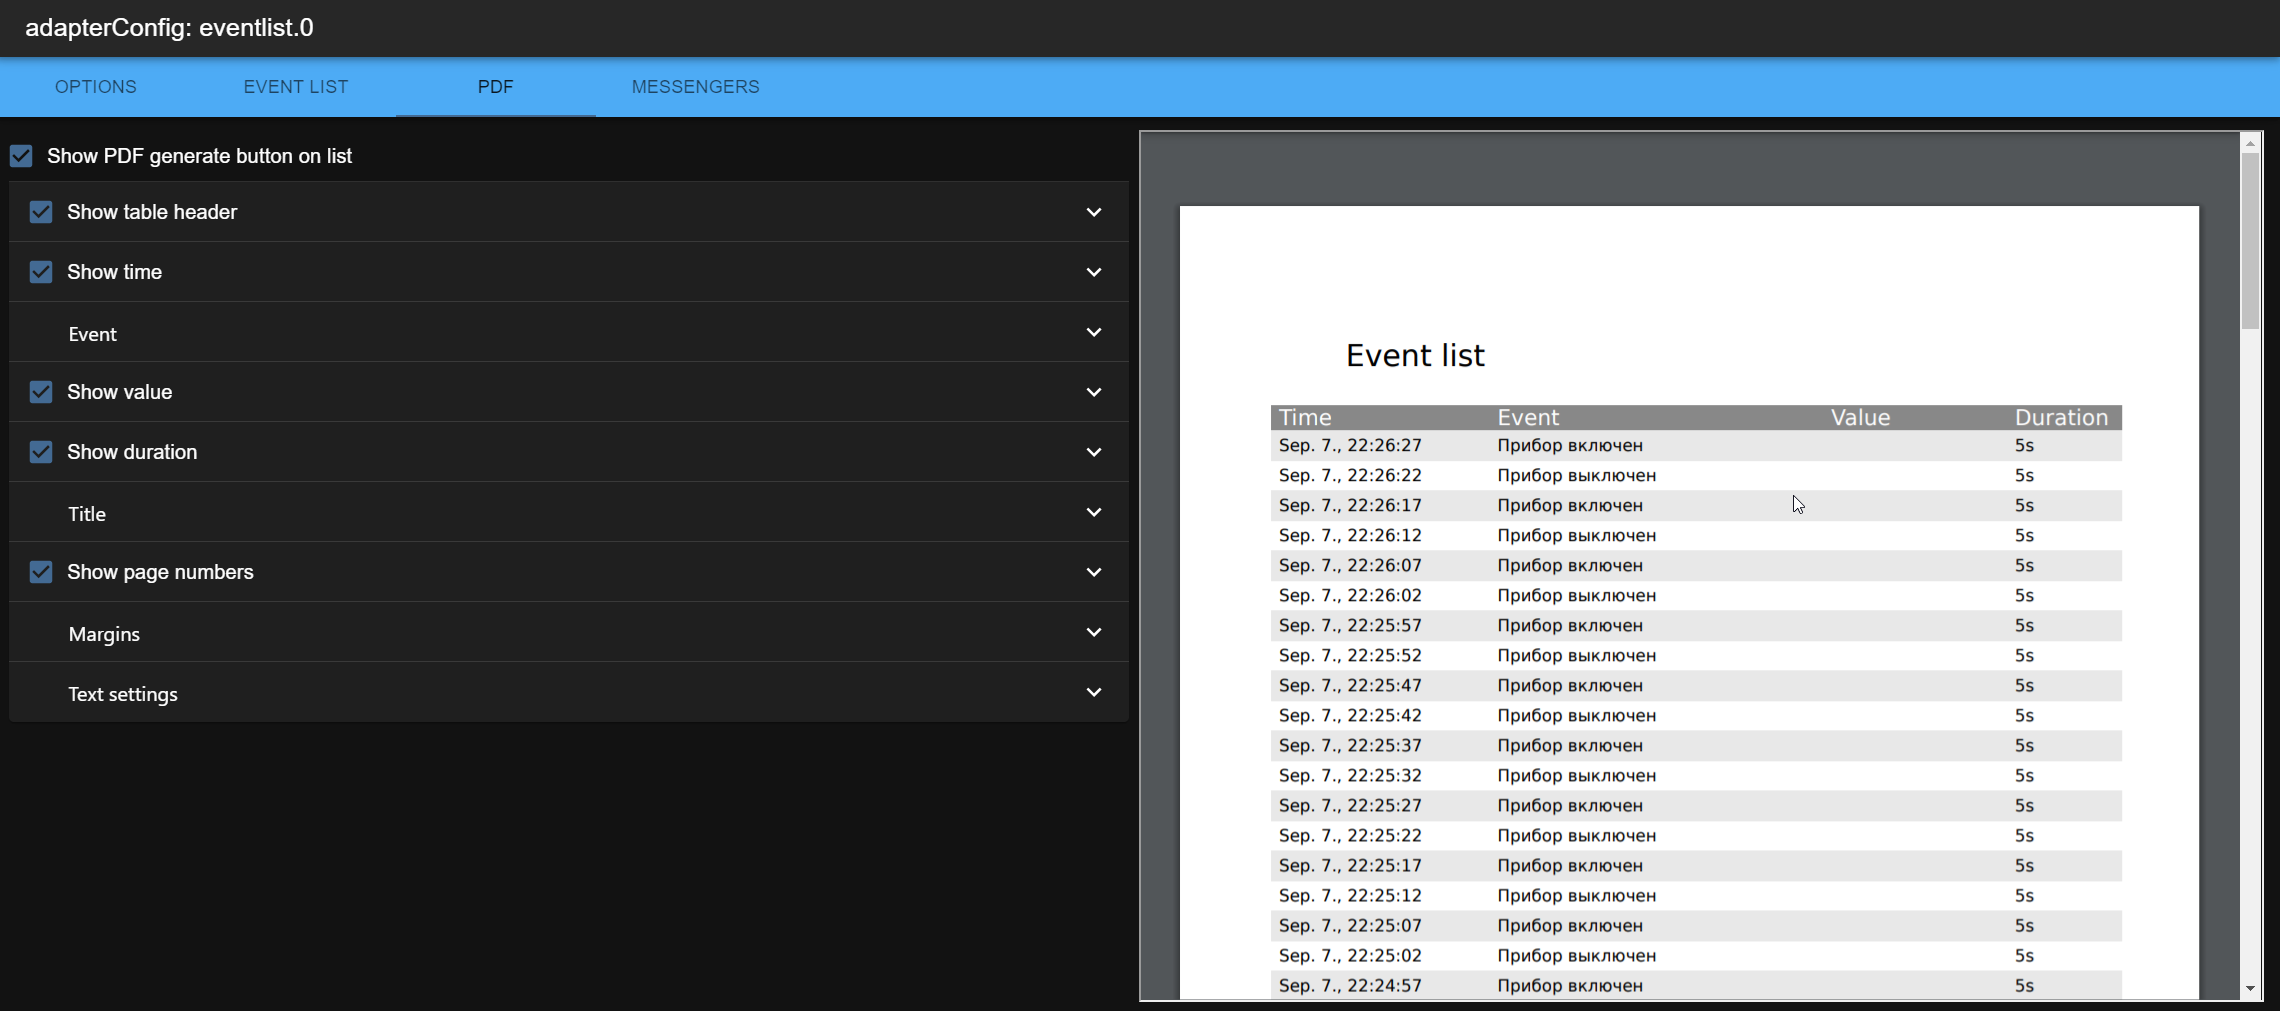 adapterConfig: eventlist.0
OPTIONS EVENT LIST PDF MESSENGERS
Show PDF generate button on list
Show table header
Show time
Event
Show value
Show duration
Title
Show page numbers
Margins
Text settings
Event list
Time Event Value Duration
Sep. 7., 22:26:27 Прибор включен 5s
Sep. 7., 22:26:22 Прибор выключен 5s
Sep. 7., 22:26:17 Прибор включен 5s
Sep. 7., 22:26:12 Прибор выключен 5s
Sep. 7., 22:26:07 Прибор включен 5s
Sep. 7., 22:26:02 Прибор выключен 5s
Sep. 7., 22:25:57 Прибор включен 5s
Sep. 7., 22:25:52 Прибор выключен 5s
Sep. 7., 22:25:47 Прибор включен 5s
Sep. 7., 22:25:42 Прибор выключен 5s
Sep. 7., 22:25:37 Прибор включен 5s
Sep. 7., 22:25:32 Прибор выключен 5s
Sep. 7., 22:25:27 Прибор включен 5s
Sep. 7., 22:25:22 Прибор выключен 5s
Sep. 7., 22:25:17 Прибор включен 5s
Sep. 7., 22:25:12 Прибор выключен 5s
Sep. 7., 22:25:07 Прибор включен 5s
Sep. 7., 22:25:02 Прибор выключен 5s
Sep. 7., 22:24:57 Прибор включен 5s